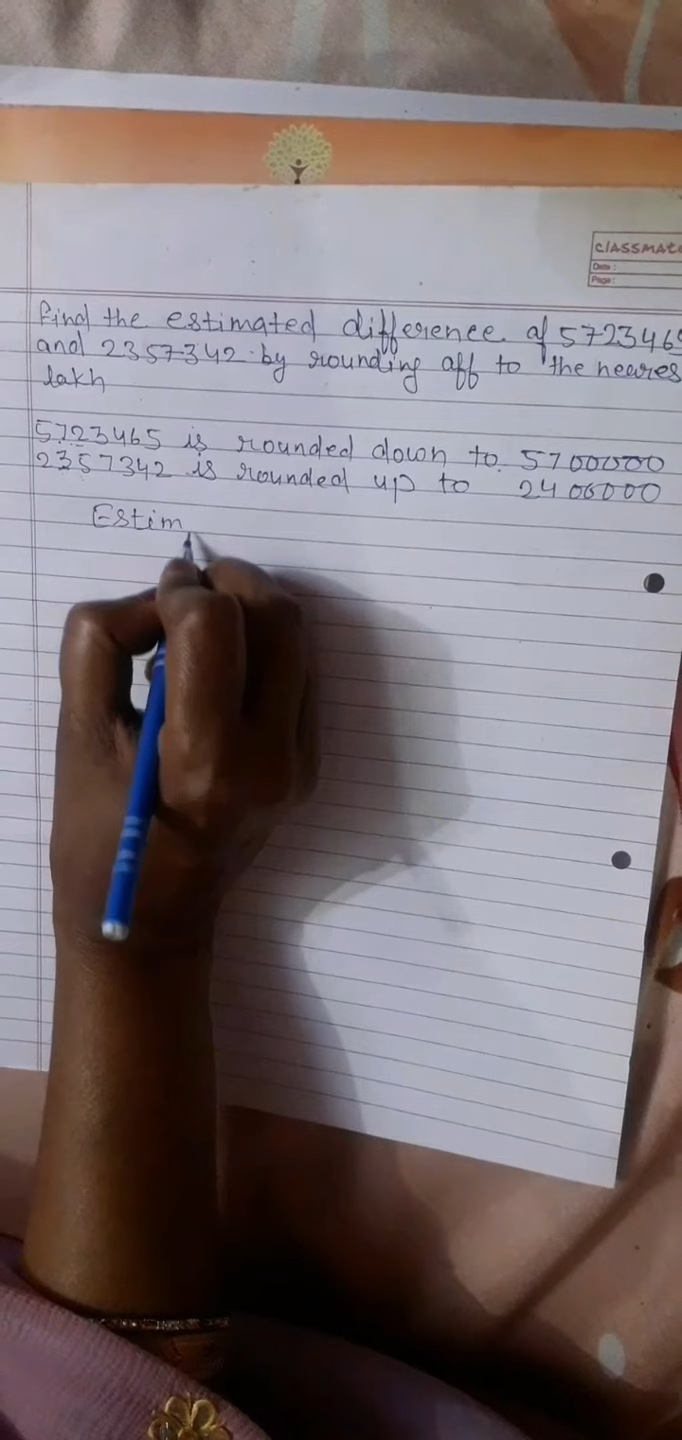 CLASSMATE
Date :
Page :
Find the estimated difference of 5723465
and 2357342 by rounding off to the neares
lakh
5723465 is rounded down to 5700000
2357342 is rounded up to 2400000
Estim